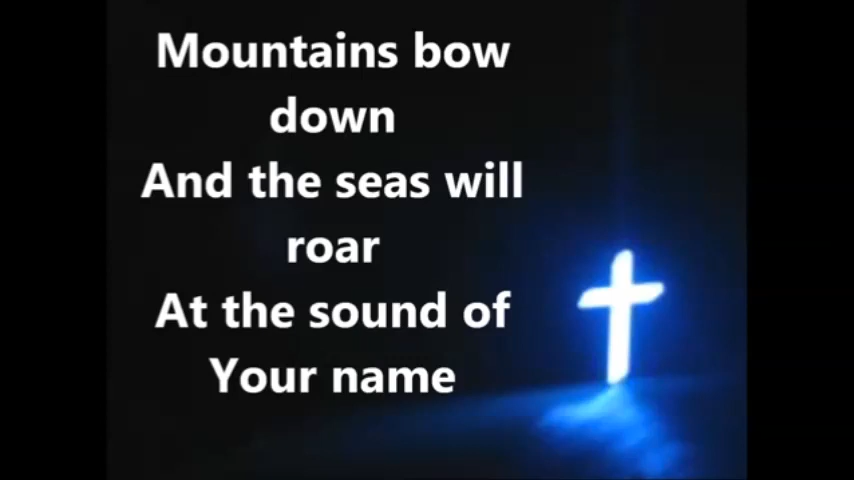 Mountains bow
down
And the seas will
roar
At the sound of
Your name